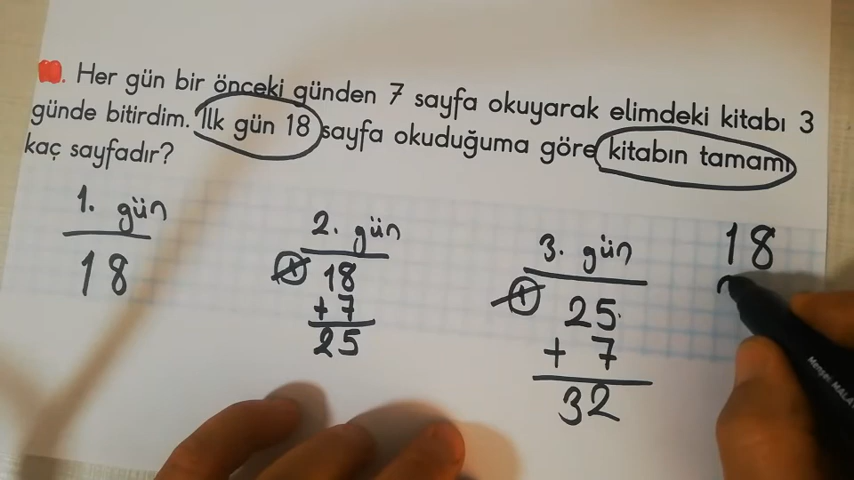 Her gün bir önceki günden 7 sayfa okuyarak elimdeki kitabı 3
günde bitirdim. İlk gün 18 sayfa okuduğuma göre kitabın tamamı
kaç sayfadır?
1. gün
18
2. gün
18
+ 7
25
3. gün
25
+ 7
32
18